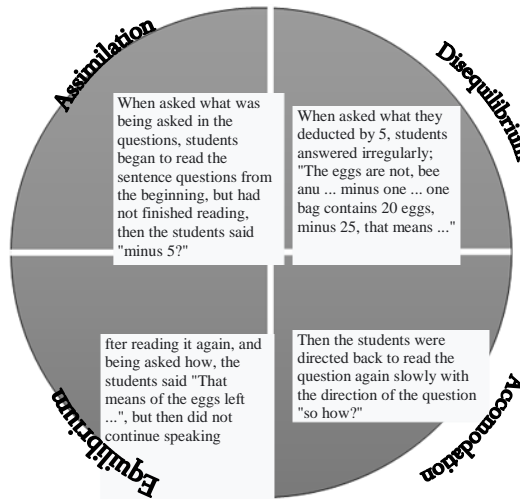 Assimilation
When asked what was
being asked in the
questions, students
began to read the
sentence questions from
the beginning, but had
not finished reading,
then the students said
"minus 5?"
Disequilibrium
When asked what they
deducted by 5, students
answered irregularly;
"The eggs are not, bee
anu ... minus one ... one
bag contains 20 eggs,
minus 25, that means ..."
fter reading it again, and
being asked how, the
students said "That
means of the eggs left
...", but then did not
continue speaking
Equilibrium
Then the students were
directed back to read the
question again slowly with
the direction of the question
"so how?"
Accomodation